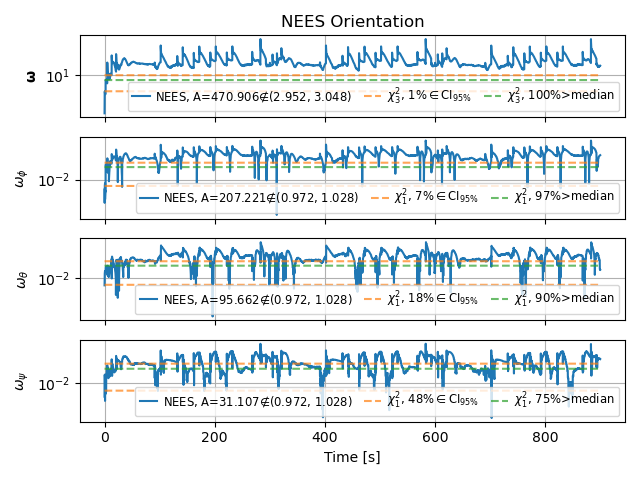 NEES Orientation
ω
10¹
NEES, A=470.906∉(2.952, 3.048) χ²₃, 1%∈CI₉₅% χ²₃, 100%>median
ω_ϕ
10⁻²
NEES, A=207.221∉(0.972, 1.028) χ²₁, 7%∈CI₉₅% χ²₁, 97%>median
ω_θ
10⁻²
NEES, A=95.662∉(0.972, 1.028) χ²₁, 18%∈CI₉₅% χ²₁, 90%>median
ω_ψ
10⁻²
NEES, A=31.107∉(0.972, 1.028) χ²₁, 48%∈CI₉₅% χ²₁, 75%>median
0 200 400 600 800
Time [s]